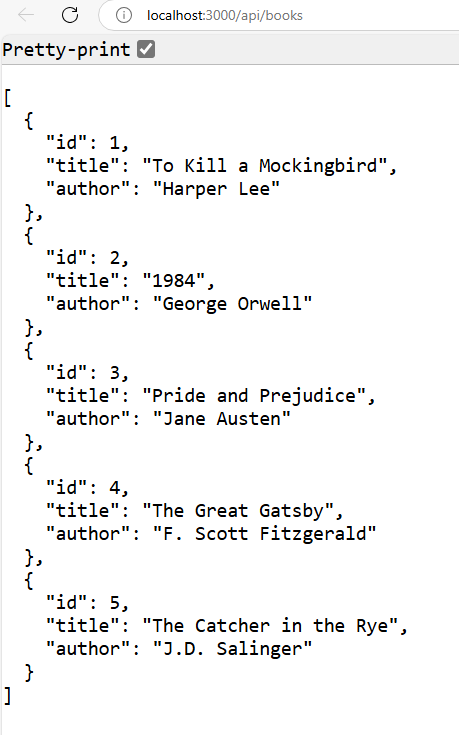 localhost:3000/api/books
Pretty-print
[
  {
    "id": 1,
    "title": "To Kill a Mockingbird",
    "author": "Harper Lee"
  },
  {
    "id": 2,
    "title": "1984",
    "author": "George Orwell"
  },
  {
    "id": 3,
    "title": "Pride and Prejudice",
    "author": "Jane Austen"
  },
  {
    "id": 4,
    "title": "The Great Gatsby",
    "author": "F. Scott Fitzgerald"
  },
  {
    "id": 5,
    "title": "The Catcher in the Rye",
    "author": "J.D. Salinger"
  }
]